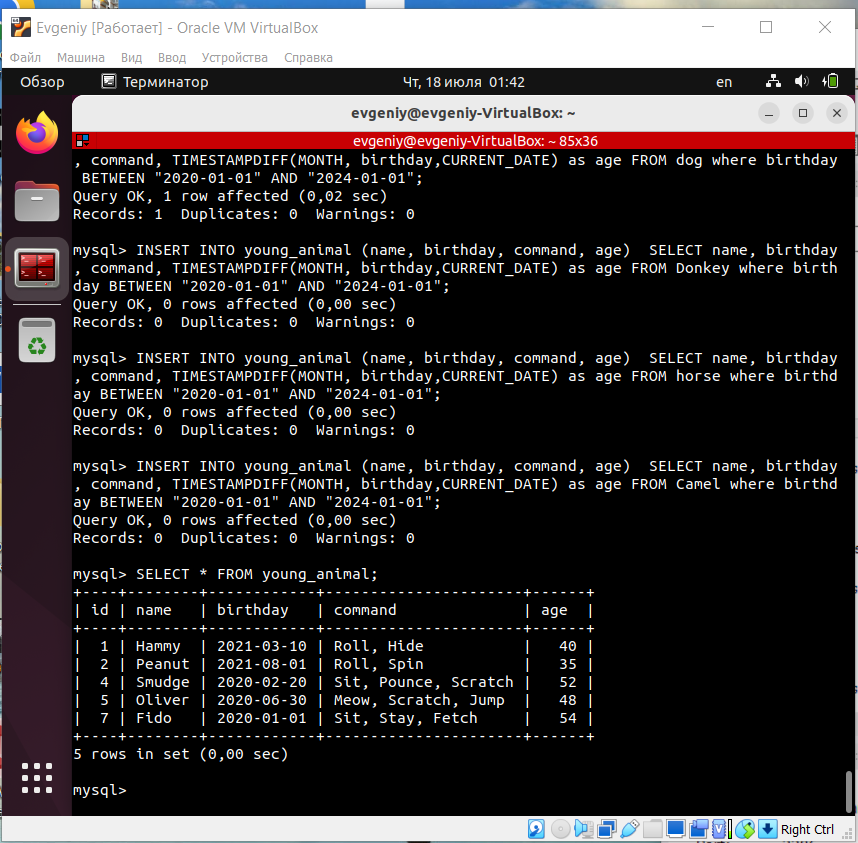 Evgeniy [Работает] - Oracle VM VirtualBox
Файл Машина Вид Ввод Устройства Справка
Обзор Терминатор Чт, 18 июля 01:42 en
evgeniy@evgeniy-VirtualBox: ~
evgeniy@evgeniy-VirtualBox: ~ 85x36
, command, TIMESTAMPDIFF(MONTH, birthday,CURRENT_DATE) as age FROM dog where birthday
 BETWEEN "2020-01-01" AND "2024-01-01";
Query OK, 1 row affected (0,02 sec)
Records: 1  Duplicates: 0  Warnings: 0
mysql> INSERT INTO young_animal (name, birthday, command, age)  SELECT name, birthday
, command, TIMESTAMPDIFF(MONTH, birthday,CURRENT_DATE) as age FROM Donkey where birth
day BETWEEN "2020-01-01" AND "2024-01-01";
Query OK, 0 rows affected (0,00 sec)
Records: 0  Duplicates: 0  Warnings: 0
mysql> INSERT INTO young_animal (name, birthday, command, age)  SELECT name, birthday
, command, TIMESTAMPDIFF(MONTH, birthday,CURRENT_DATE) as age FROM horse where birthd
ay BETWEEN "2020-01-01" AND "2024-01-01";
Query OK, 0 rows affected (0,00 sec)
Records: 0  Duplicates: 0  Warnings: 0
mysql> INSERT INTO young_animal (name, birthday, command, age)  SELECT name, birthday
, command, TIMESTAMPDIFF(MONTH, birthday,CURRENT_DATE) as age FROM Camel where birthd
ay BETWEEN "2020-01-01" AND "2024-01-01";
Query OK, 0 rows affected (0,00 sec)
Records: 0  Duplicates: 0  Warnings: 0
mysql> SELECT * FROM young_animal;
+----+--------+------------+----------------------+------+
| id | name   | birthday   | command              | age  |
+----+--------+------------+----------------------+------+
|  1 | Hammy  | 2021-03-10 | Roll, Hide           |   40 |
|  2 | Peanut | 2021-08-01 | Roll, Spin           |   35 |
|  4 | Smudge | 2020-02-20 | Sit, Pounce, Scratch |   52 |
|  5 | Oliver | 2020-06-30 | Meow, Scratch, Jump  |   48 |
|  7 | Fido   | 2020-01-01 | Sit, Stay, Fetch     |   54 |
+----+--------+------------+----------------------+------+
5 rows in set (0,00 sec)
mysql>
Right Ctrl